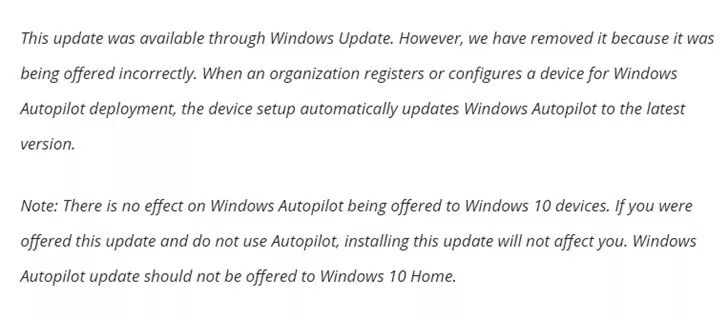 This update was available through Windows Update. However, we have removed it because it was
being offered incorrectly. When an organization registers or configures a device for Windows
Autopilot deployment, the device setup automatically updates Windows Autopilot to the latest
version.
Note: There is no effect on Windows Autopilot being offered to Windows 10 devices. If you were
offered this update and do not use Autopilot, installing this update will not affect you. Windows
Autopilot update should not be offered to Windows 10 Home.